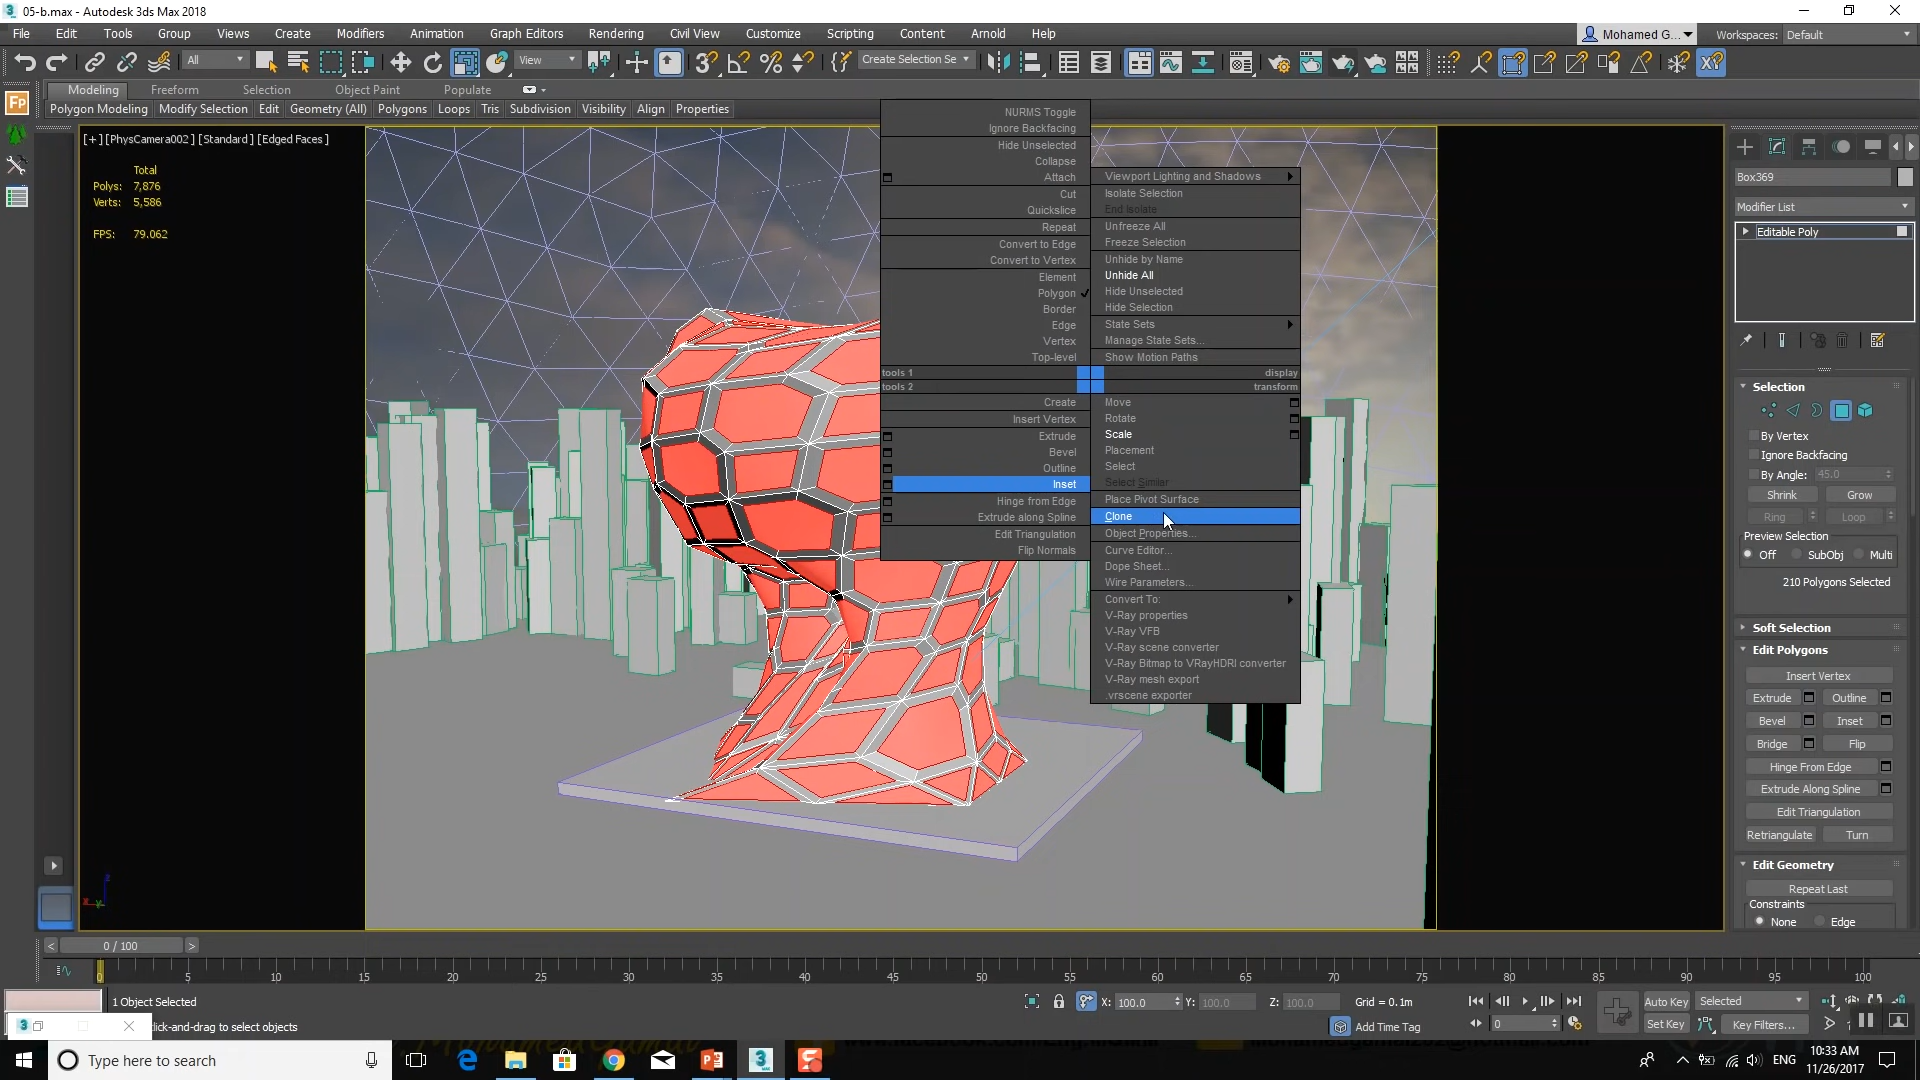 05-b.max - Autodesk 3ds Max 2018
File Edit Tools Group Views Create Modifiers Animation Graph Editors Rendering Civil View Customize Scripting Content Arnold Help
Mohamed G... Workspaces: Default
All View Create Selection Se
Modeling Freeform Selection Object Paint Populate
Polygon Modeling Modify Selection Edit Geometry (All) Polygons Loops Tris Subdivision Visibility Align Properties
[+] [PhysCamera002] [Standard] [Edged Faces]
Total
Polys: 7,876
Verts: 5,586
FPS: 79.062
NURMS Toggle
Ignore Backfacing
Hide Unselected
Collapse
Attach
Cut
Quickslice
Repeat
Convert to Edge
Convert to Vertex
Element
Polygon
Border
Edge
Vertex
Top-level
tools 1
tools 2
Create
Insert Vertex
Extrude
Bevel
Outline
Inset
Hinge from Edge
Extrude along Spline
Edit Triangulation
Flip Normals
Viewport Lighting and Shadows
Isolate Selection
End Isolate
Unfreeze All
Freeze Selection
Unhide by Name
Unhide All
Hide Unselected
Hide Selection
State Sets
Manage State Sets...
Show Motion Paths
display
transform
Move
Rotate
Scale
Placement
Select
Select Similar
Place Pivot Surface
Clone
Object Properties...
Curve Editor...
Dope Sheet...
Wire Parameters...
Convert To:
V-Ray properties
V-Ray VFB
V-Ray scene converter
V-Ray Bitmap to VRayHDRI converter
V-Ray mesh export
.vrscene exporter
Box369
Modifier List
Editable Poly
Selection
By Vertex
Ignore Backfacing
By Angle: 45.0
Shrink Grow
Ring Loop
Preview Selection
Off SubObj Multi
210 Polygons Selected
Soft Selection
Edit Polygons
Insert Vertex
Extrude Outline
Bevel Inset
Bridge Flip
Hinge From Edge
Extrude Along Spline
Edit Triangulation
Retriangulate Turn
Edit Geometry
Repeat Last
Constraints
None Edge
0 / 100
0 5 10 15 20 25 30 35 40 45 50 55 60 65 70 75 80 85 90 95 100
1 Object Selected
X: 100.0 Y: 100.0 Z: 100.0 Grid = 0.1m
Auto Key Selected
click-and-drag to select objects
Add Time Tag
0
Set Key Key Filters...
Type here to search
ENG
10:33 AM
11/26/2017